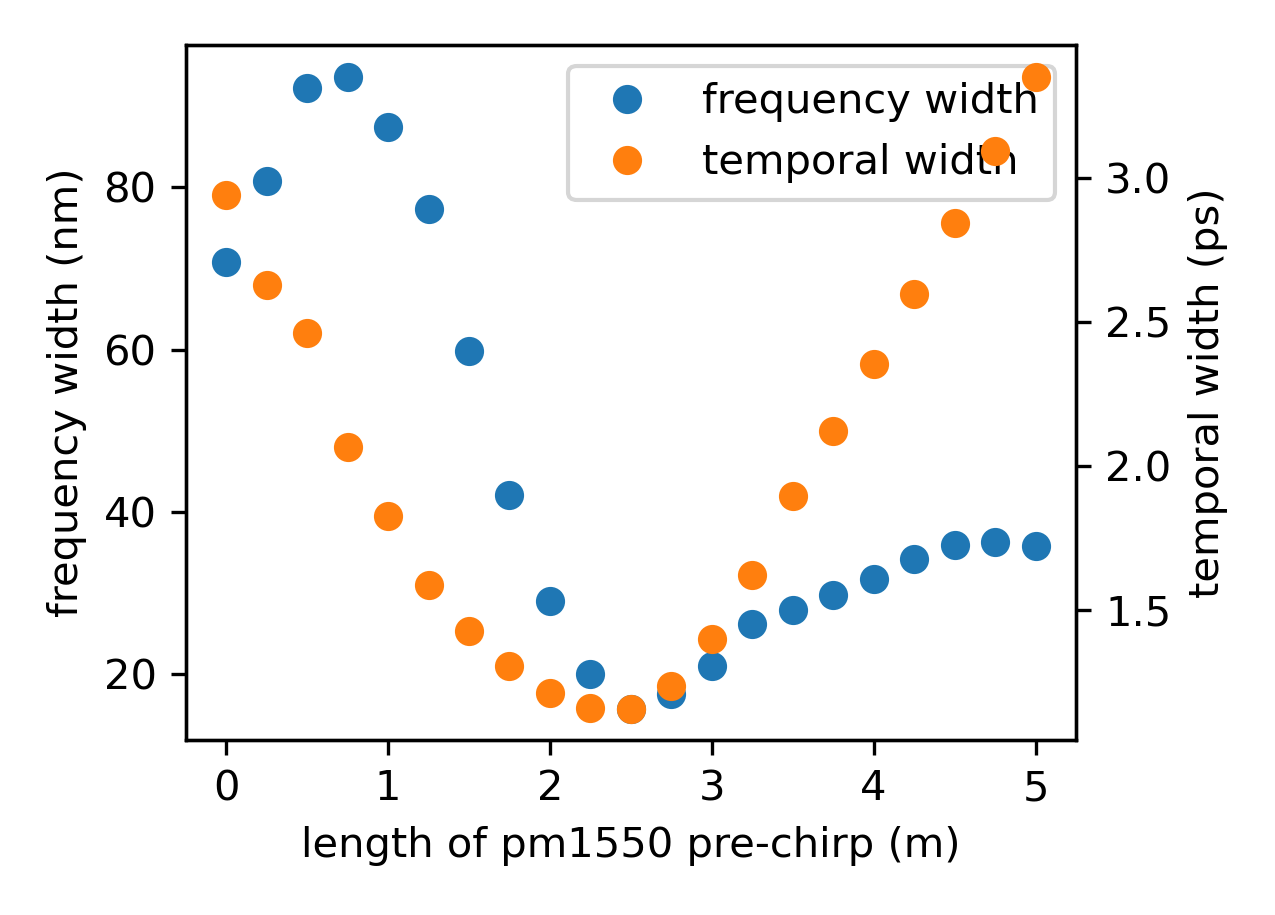 frequency width
temporal width
frequency width (nm)
80
60
40
20
3.0
2.5
2.0
1.5
temporal width (ps)
0 1 2 3 4 5
length of pm1550 pre-chirp (m)